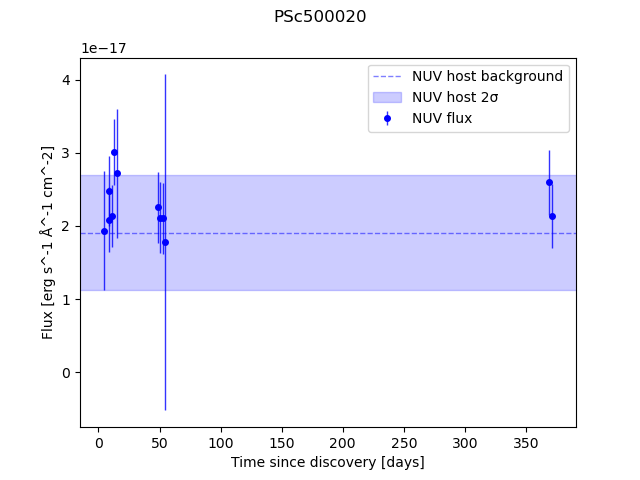 PSc500020
1e−17
NUV host background
NUV host 2σ
NUV flux
4
3
2
1
0
Flux [erg s^-1 Å^-1 cm^-2]
0 50 100 150 200 250 300 350
Time since discovery [days]